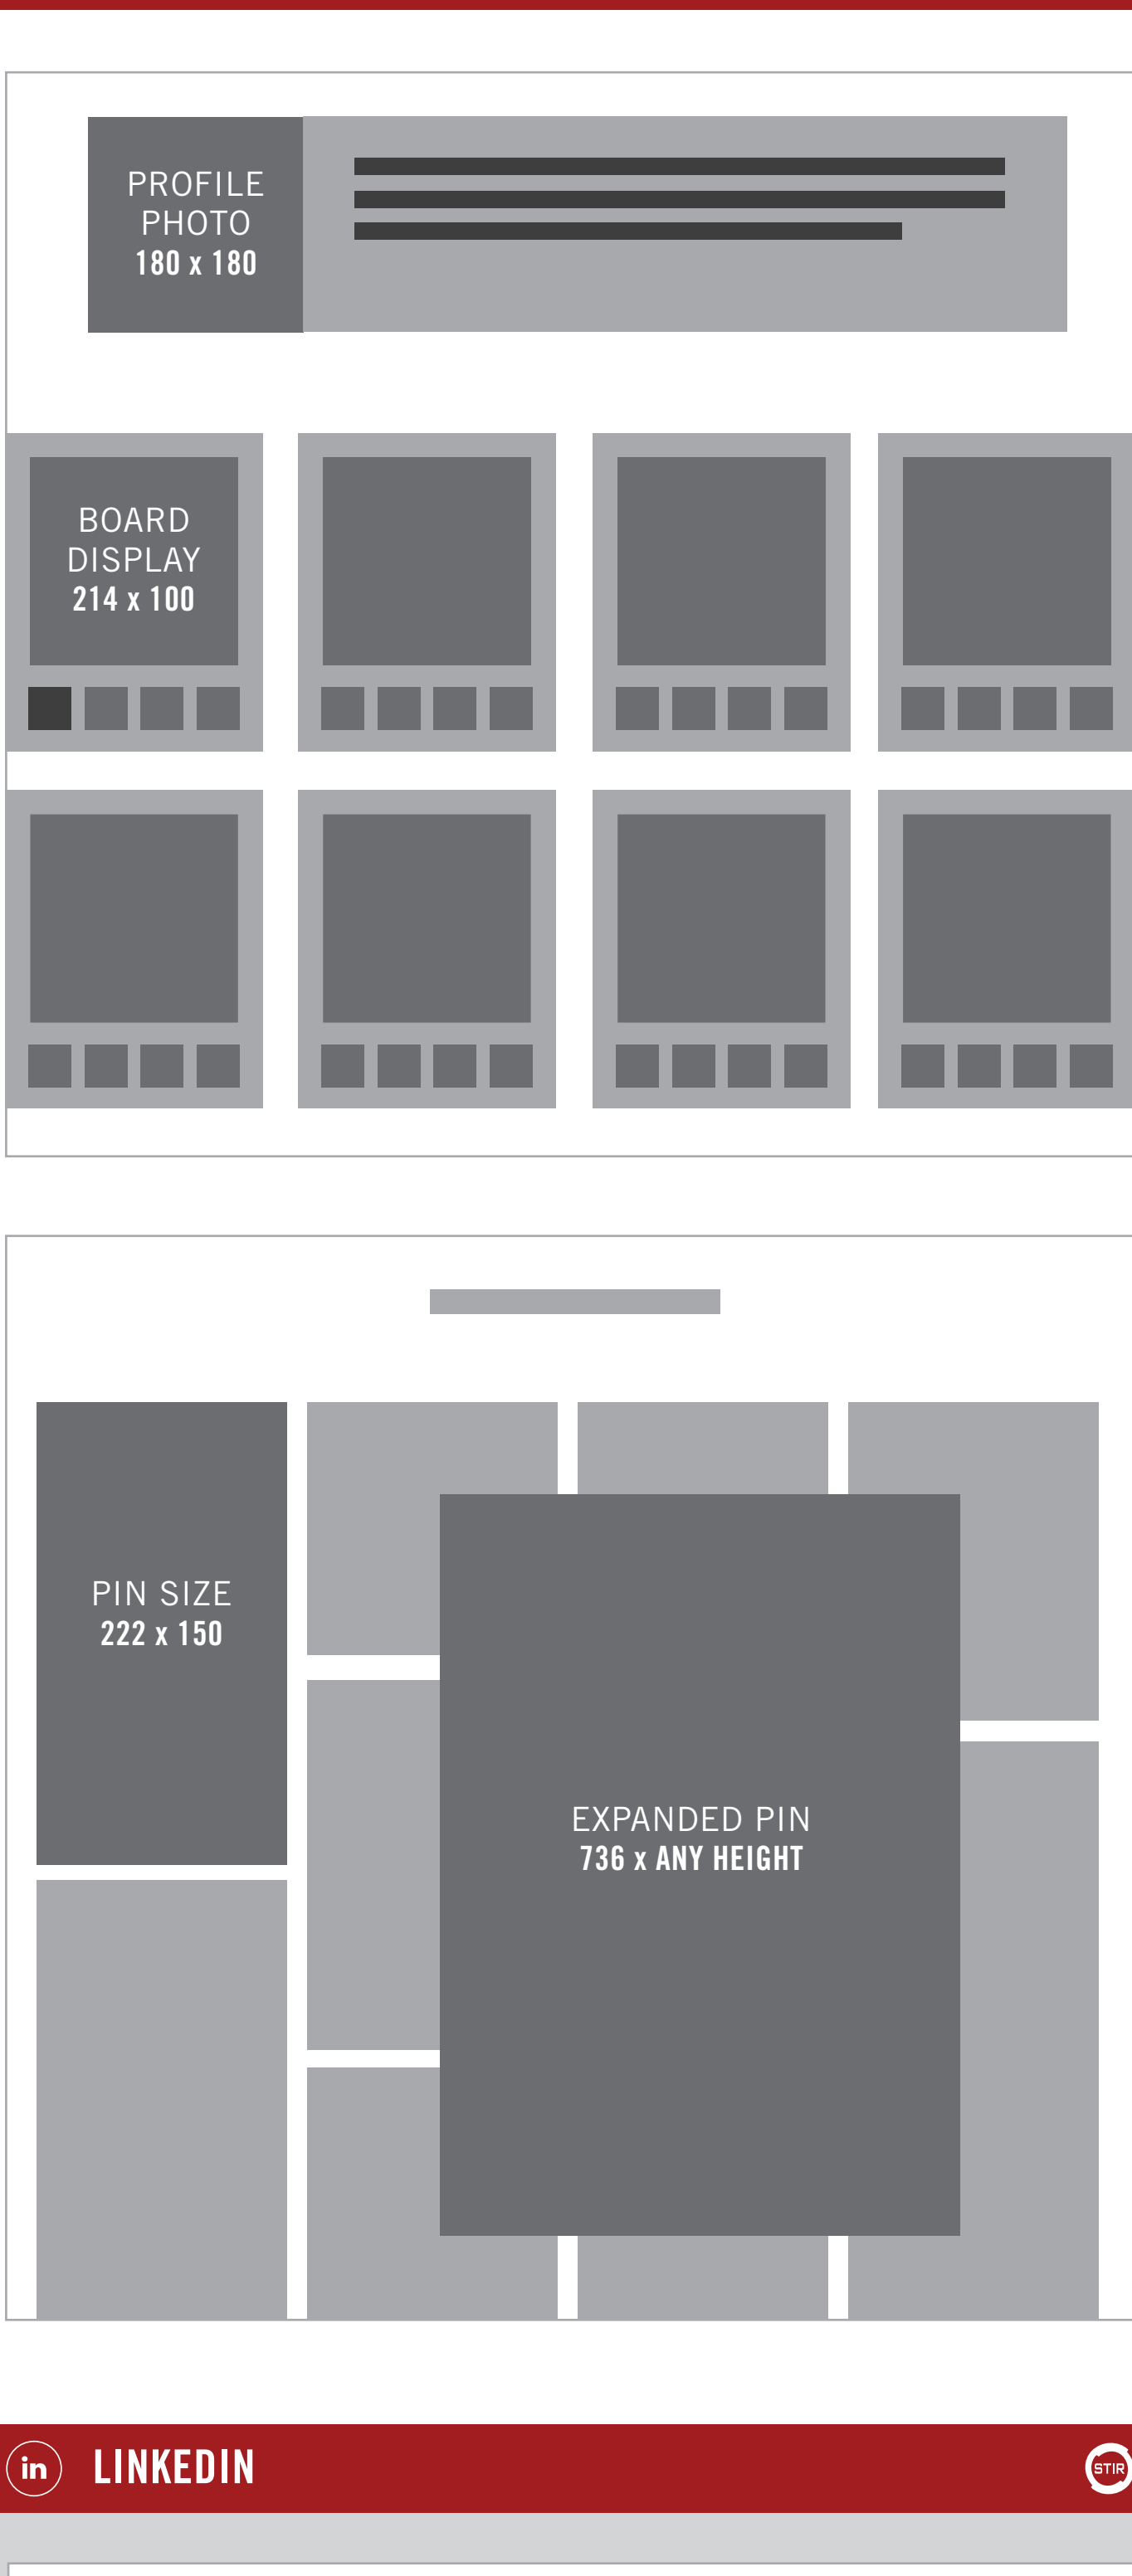 PROFILE
PHOTO
180 x 180
BOARD
DISPLAY
214 x 100
PIN SIZE
222 x 150
EXPANDED PIN
736 x ANY HEIGHT
in
LINKEDIN
STIR